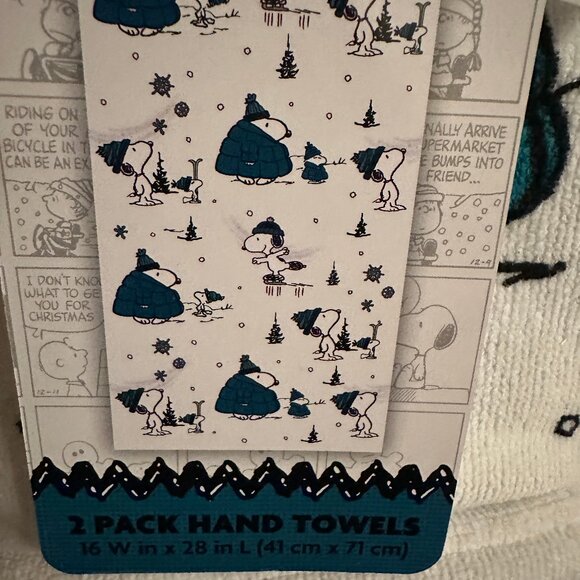 RIDING ON
OF YOUR
BICYCLE IN T
CAN BE AN EX
NALLY ARRIVE
UPERMARKET
E BUMPS INTO
FRIEND...
12-9
I DON'T KNO
WHAT TO GE
YOU FOR
CHRISTMAS
12-11
2 PACK HAND TOWELS
16 W in x 28 in L (41 cm x 71 cm)